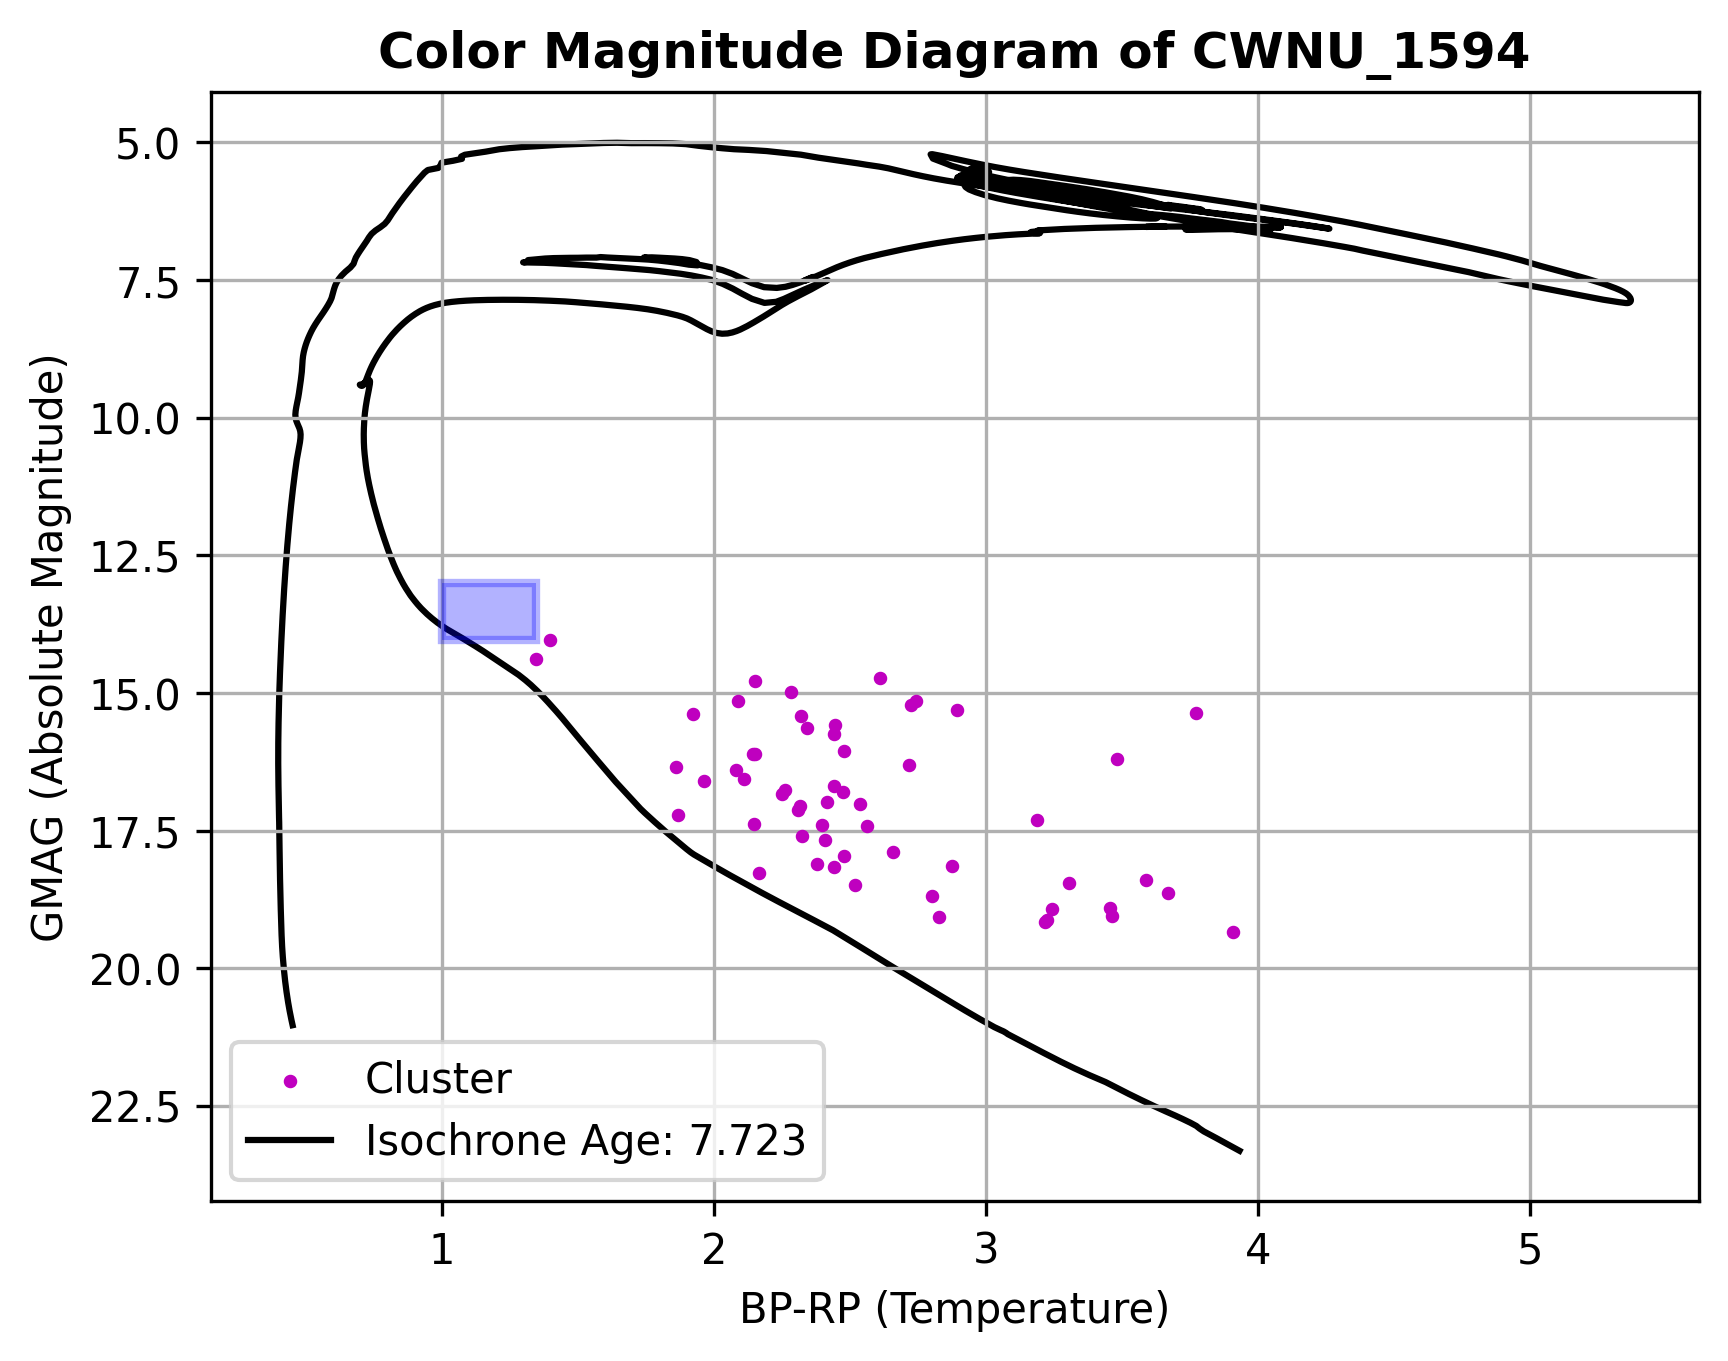 Color Magnitude Diagram of CWNU_1594
GMAG (Absolute Magnitude)
5.0
7.5
10.0
12.5
15.0
17.5
20.0
22.5
Cluster
Isochrone Age: 7.723
1 2 3 4 5
BP-RP (Temperature)